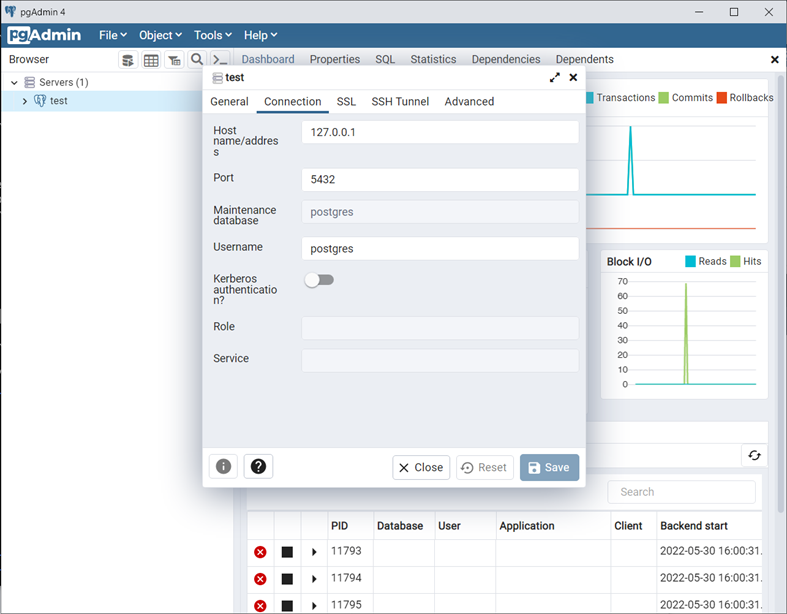 pgAdmin 4
pgAdmin File Object Tools Help
Browser Dashboard Properties SQL Statistics Dependencies Dependents
Servers (1)
test
test
General Connection SSL SSH Tunnel Advanced
Host
name/addres
s
127.0.0.1
Port 5432
Maintenance
database
postgres
Username postgres
Kerberos
authenticatio
n?
Role
Service
Close Reset Save
Transactions Commits Rollbacks
Block I/O Reads Hits
70
60
50
40
30
20
10
0
Search
PID Database User Application Client Backend start
11793 2022-05-30 16:00:31.
11794 2022-05-30 16:00:31.
11795 2022-05-30 16:00:31.